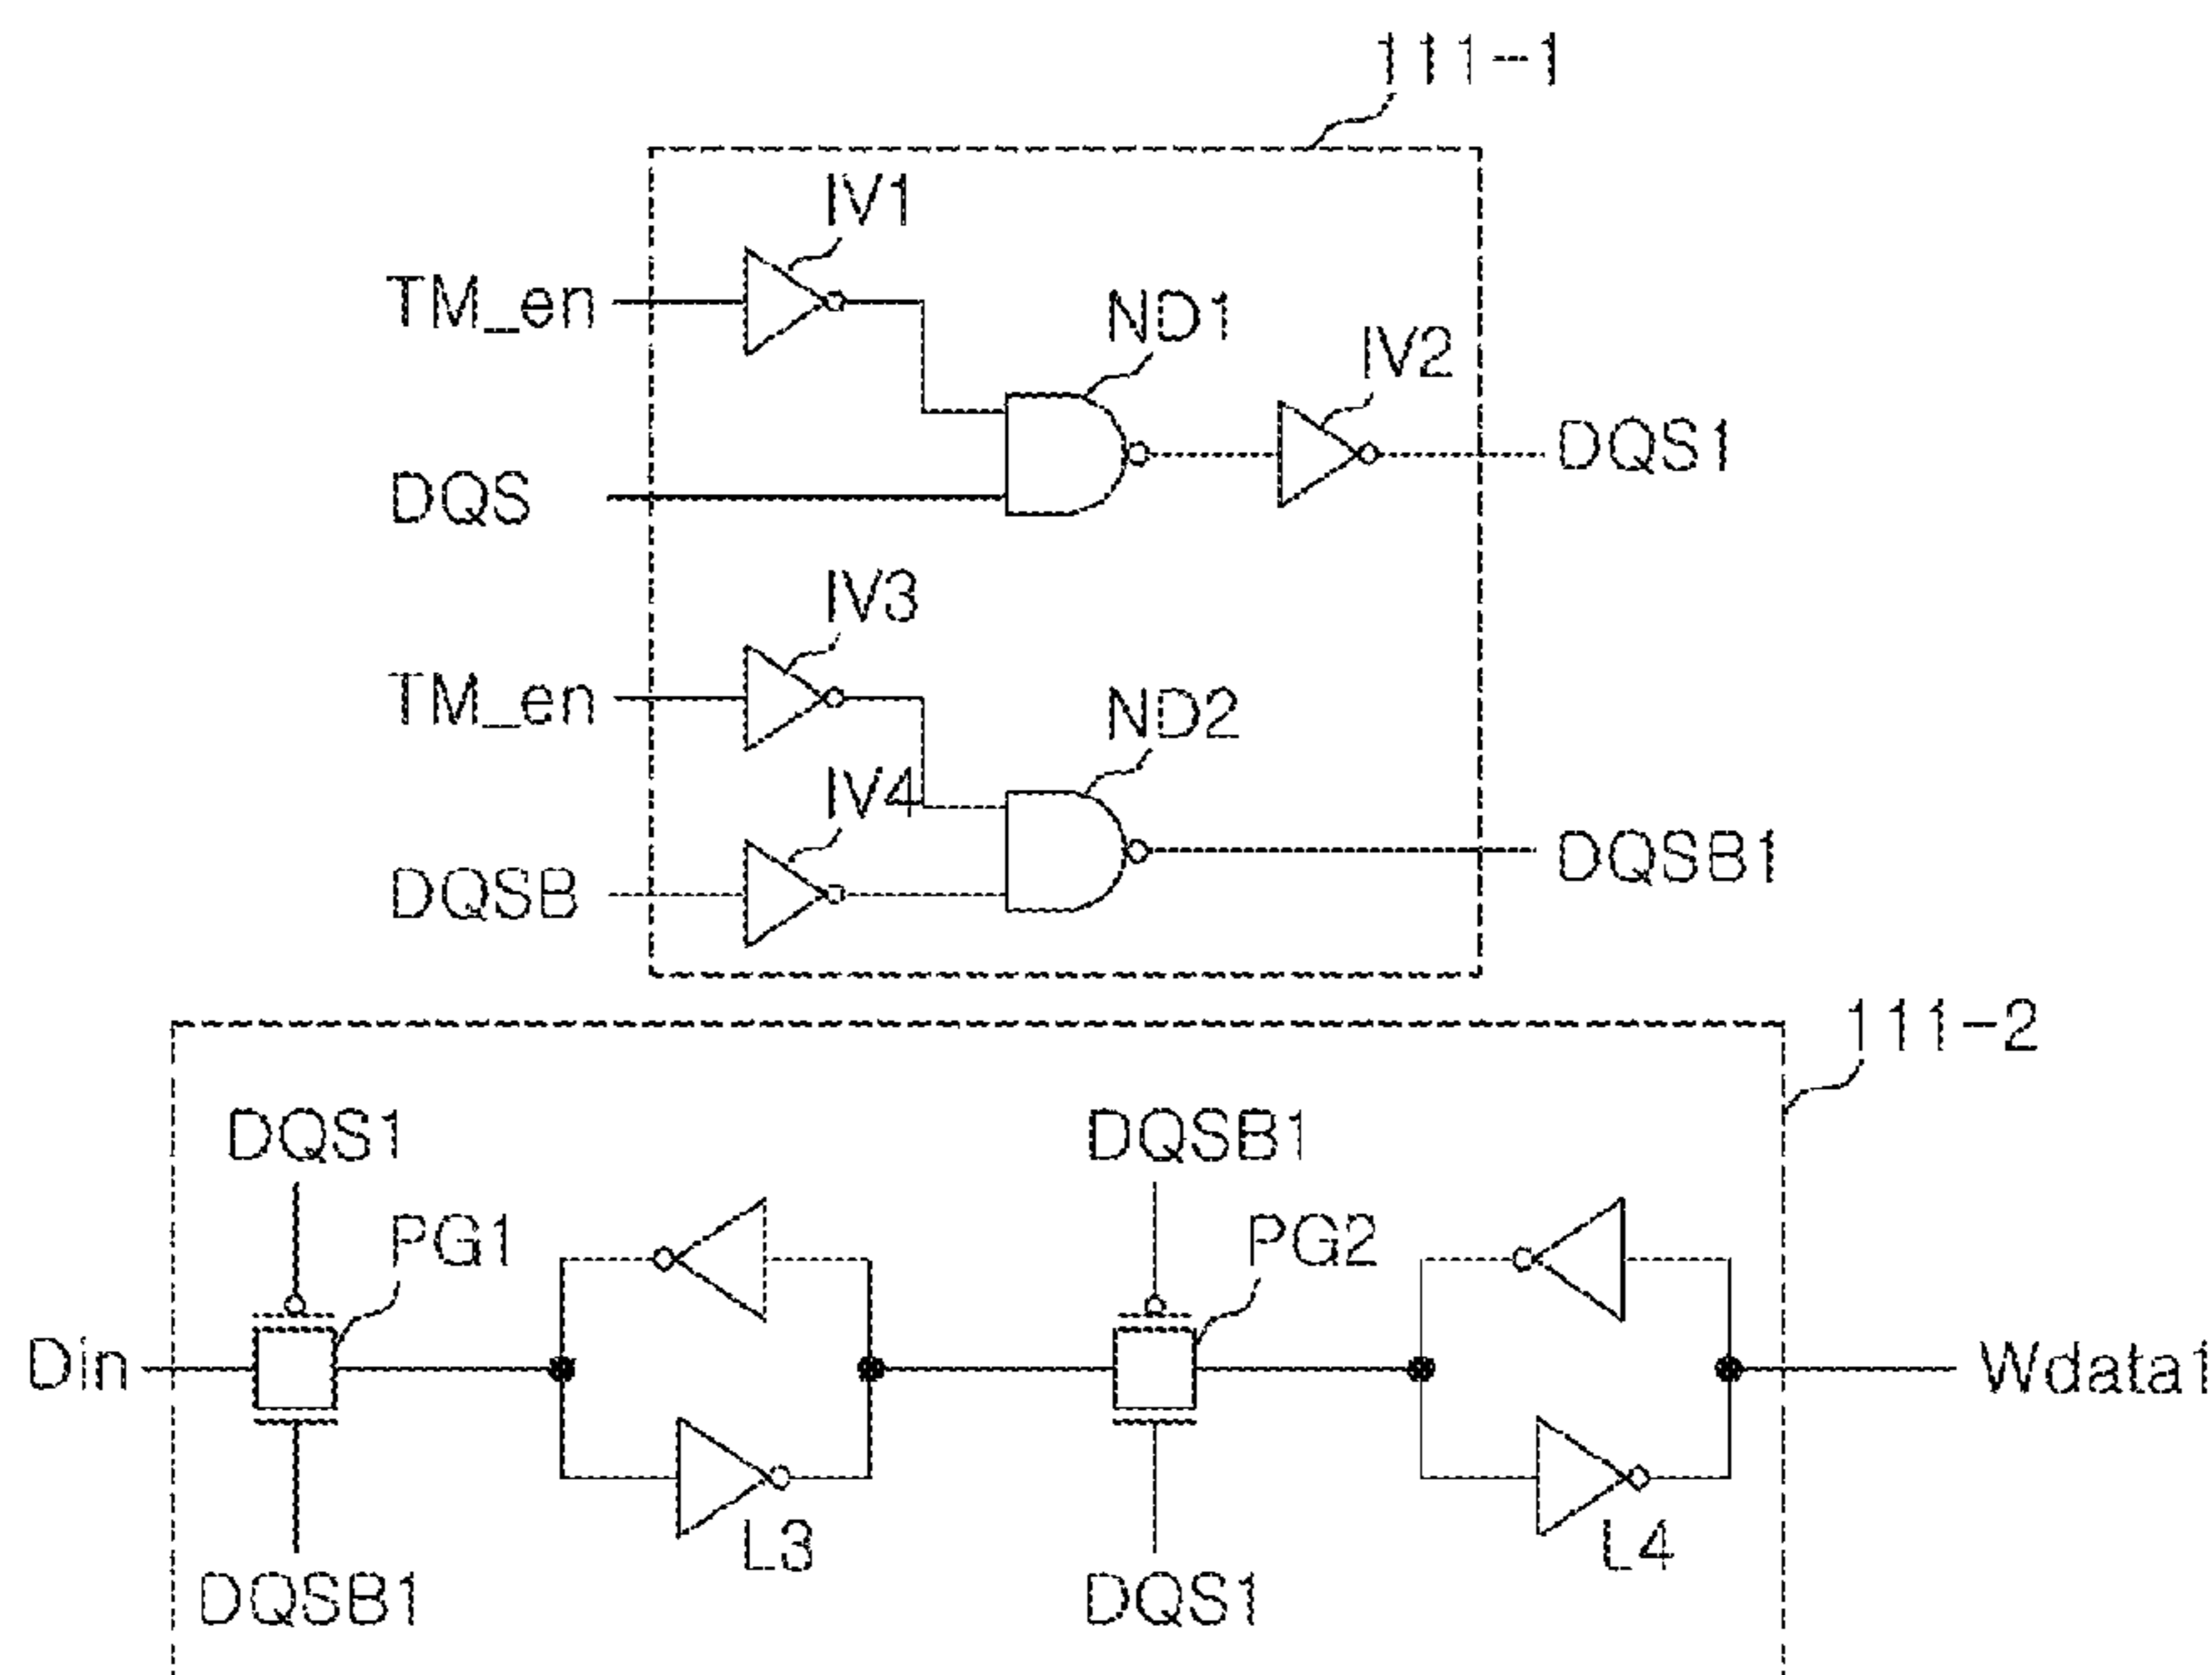 111-1
IV1
TM_en
ND1
IV2
DQS
DQS1
IV3
TM_en
ND2
IV4
DQSB
DQSB1
111-2
DQS1
DQSB1
PG1
PG2
Din
Wdata1
L3
L4
DQSB1
DQS1